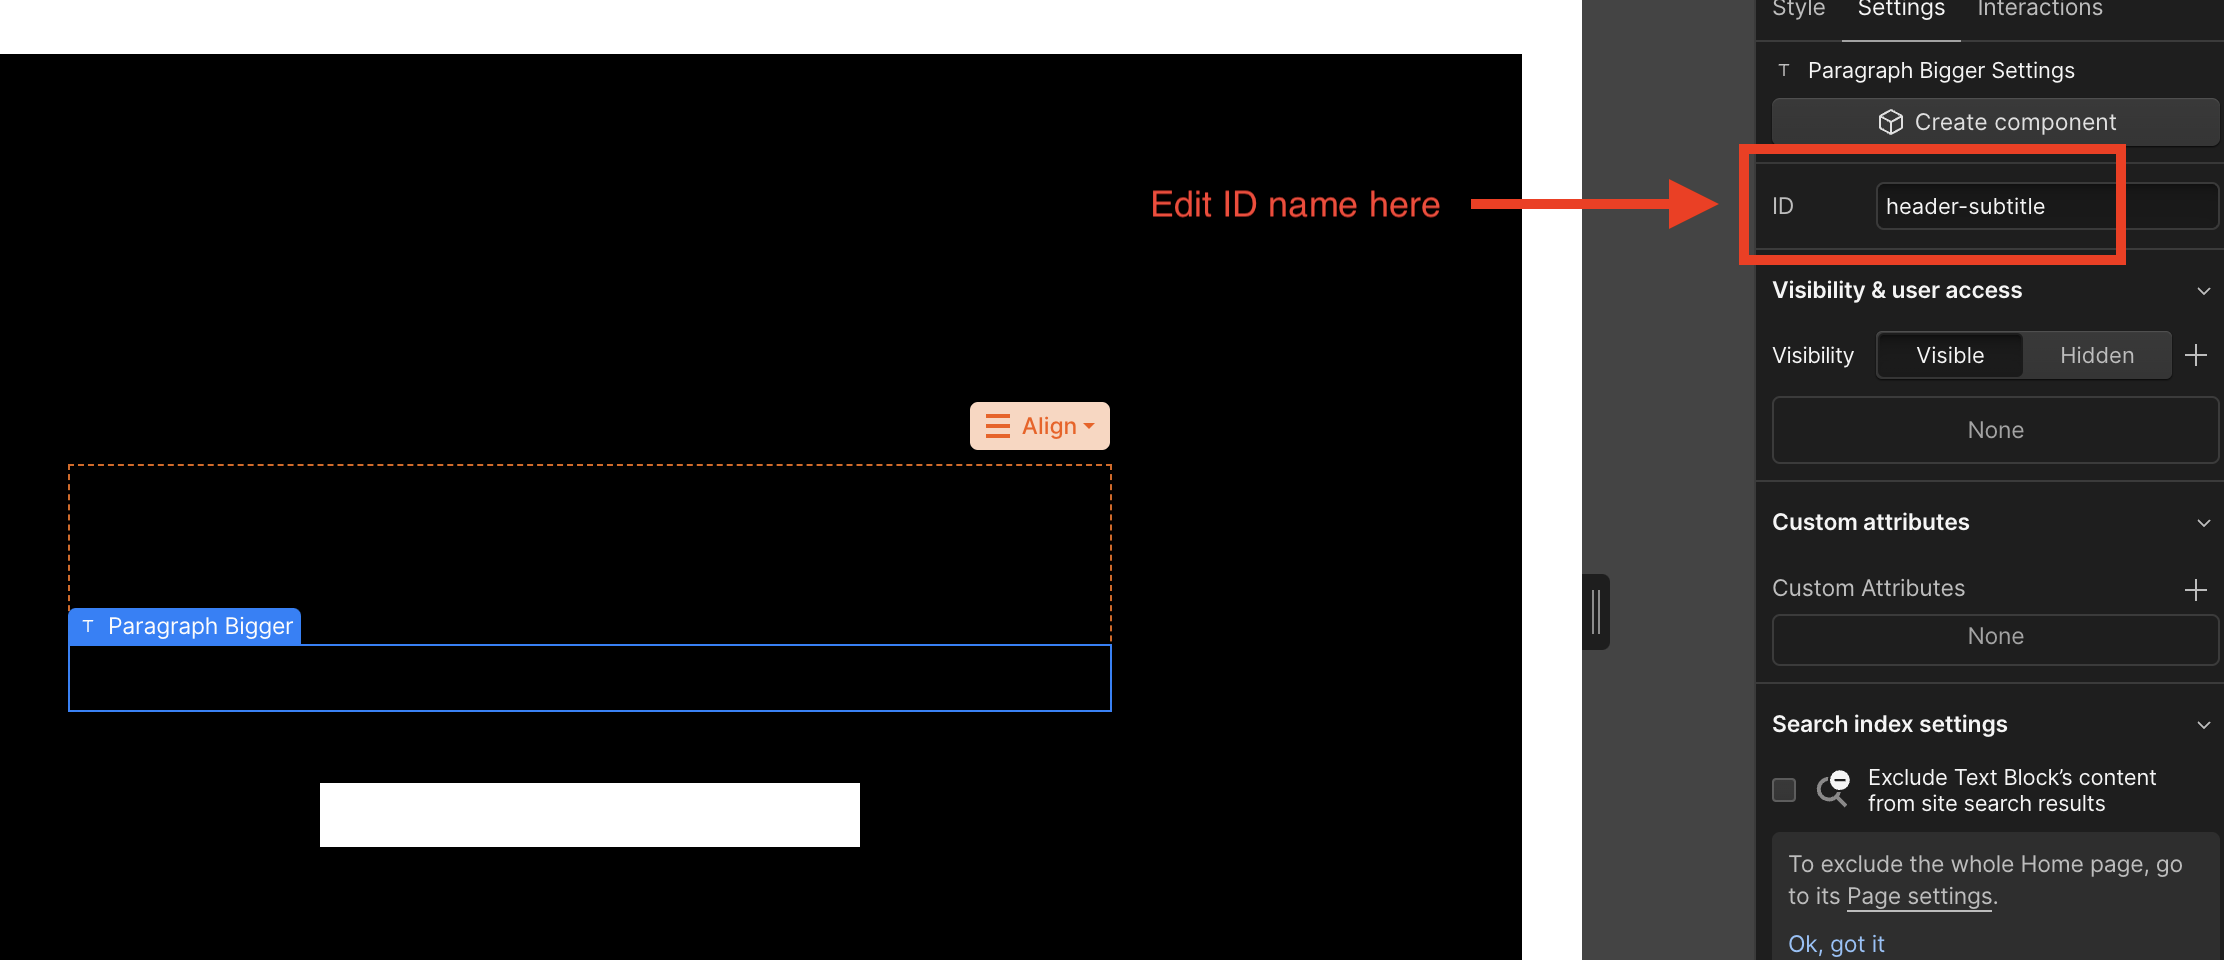 Style Settings Interactions
T Paragraph Bigger Settings
Create component
Edit ID name here
ID header-subtitle
Visibility & user access
Visibility Visible Hidden
None
Align
Custom attributes
Custom Attributes
None
T Paragraph Bigger
Search index settings
Exclude Text Block’s content
from site search results
To exclude the whole Home page, go
to its Page settings.
Ok, got it